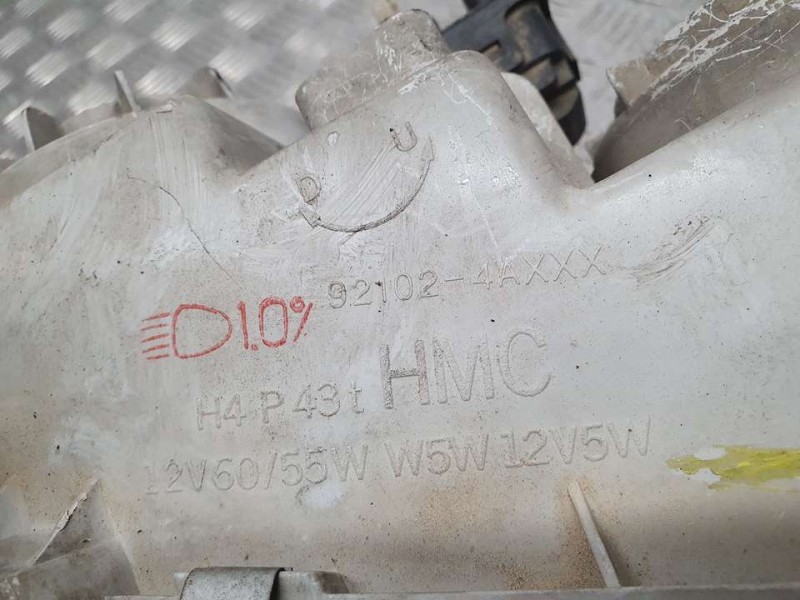 U
D
92102-4AXXX
1.0%
HMC
H4 P43t
12V60/55W W5W 12V5W